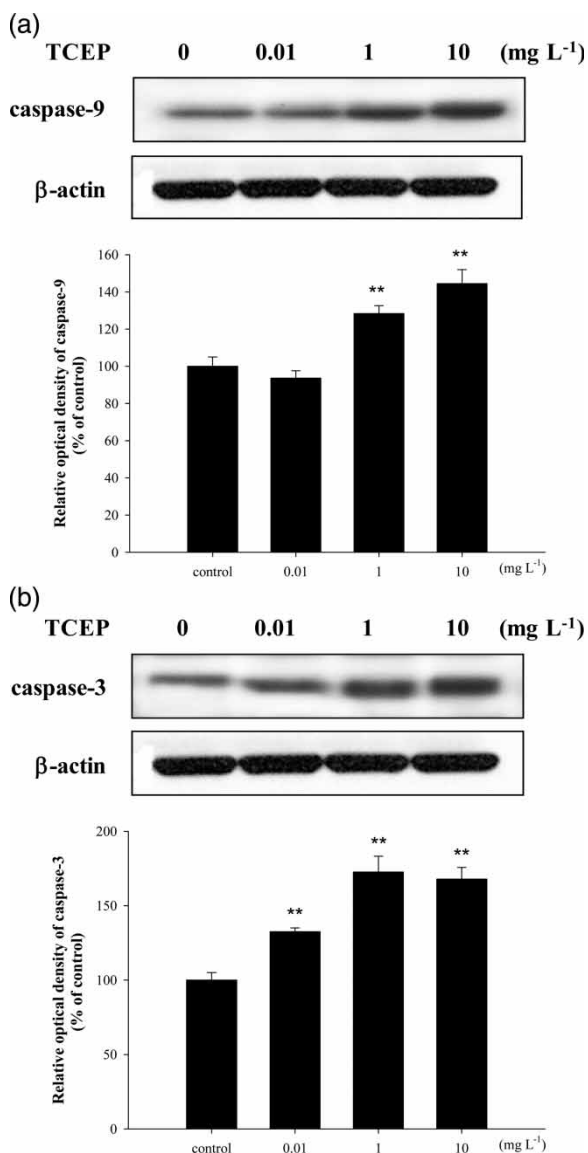 (a)
TCEP 0 0.01 1 10 (mg L⁻¹)
caspase-9
β-actin
Relative optical density of caspase-9
(% of control)
160
140
120
100
80
60
40
20
0
**
**
control 0.01 1 10 (mg L⁻¹)
(b)
TCEP 0 0.01 1 10 (mg L⁻¹)
caspase-3
β-actin
Relative optical density of caspase-3
(% of control)
200
150
100
50
0
**
**
**
control 0.01 1 10 (mg L⁻¹)